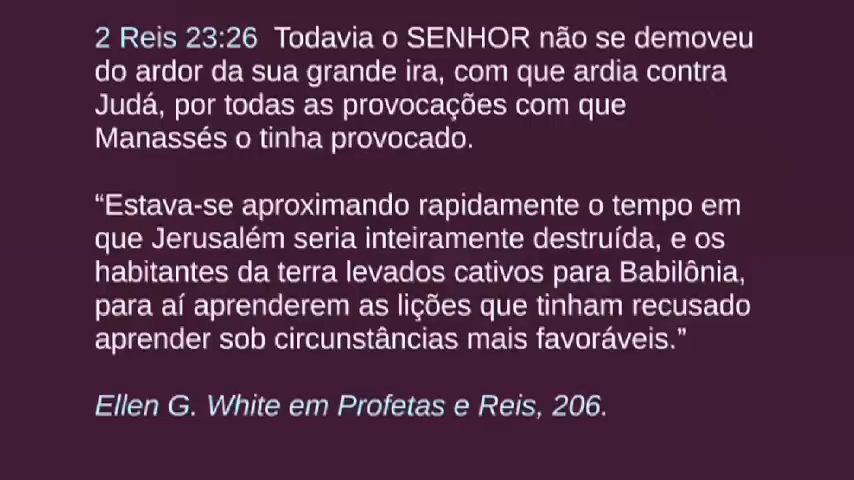 2 Reis 23:26  Todavia o SENHOR não se demoveu
do ardor da sua grande ira, com que ardia contra
Judá, por todas as provocações com que
Manassés o tinha provocado.
“Estava-se aproximando rapidamente o tempo em
que Jerusalém seria inteiramente destruída, e os
habitantes da terra levados cativos para Babilônia,
para aí aprenderem as lições que tinham recusado
aprender sob circunstâncias mais favoráveis.”
Ellen G. White em Profetas e Reis, 206.